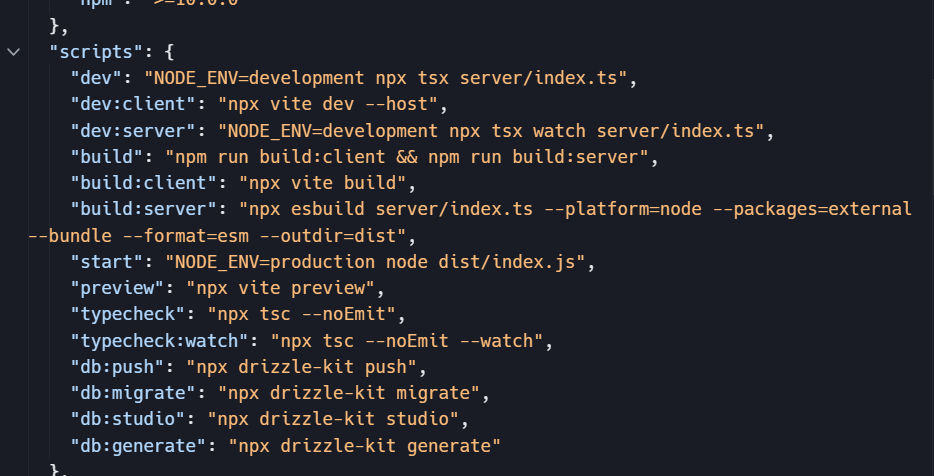 "npm": ">=10.0.0"
},
"scripts": {
"dev": "NODE_ENV=development npx tsx server/index.ts",
"dev:client": "npx vite dev --host",
"dev:server": "NODE_ENV=development npx tsx watch server/index.ts",
"build": "npm run build:client && npm run build:server",
"build:client": "npx vite build",
"build:server": "npx esbuild server/index.ts --platform=node --packages=external
--bundle --format=esm --outdir=dist",
"start": "NODE_ENV=production node dist/index.js",
"preview": "npx vite preview",
"typecheck": "npx tsc --noEmit",
"typecheck:watch": "npx tsc --noEmit --watch",
"db:push": "npx drizzle-kit push",
"db:migrate": "npx drizzle-kit migrate",
"db:studio": "npx drizzle-kit studio",
"db:generate": "npx drizzle-kit generate"
},